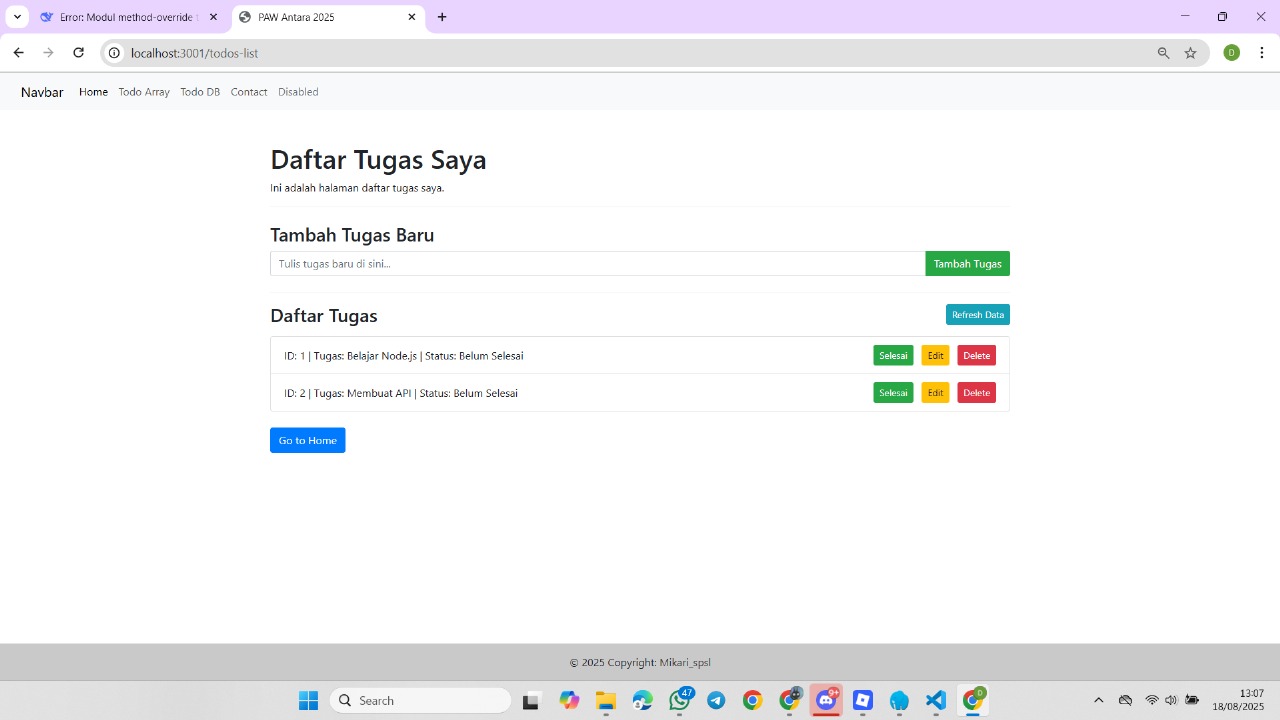 Error: Modul method-override
PAW Antara 2025
localhost:3001/todos-list
D
Navbar Home Todo Array Todo DB Contact Disabled
Daftar Tugas Saya
Ini adalah halaman daftar tugas saya.
Tambah Tugas Baru
Tulis tugas baru di sini... Tambah Tugas
Daftar Tugas Refresh Data
ID: 1 | Tugas: Belajar Node.js | Status: Belum Selesai Selesai Edit Delete
ID: 2 | Tugas: Membuat API | Status: Belum Selesai Selesai Edit Delete
Go to Home
© 2025 Copyright: Mikari_spsl
Search
47
9+
D
13:07
18/08/2025